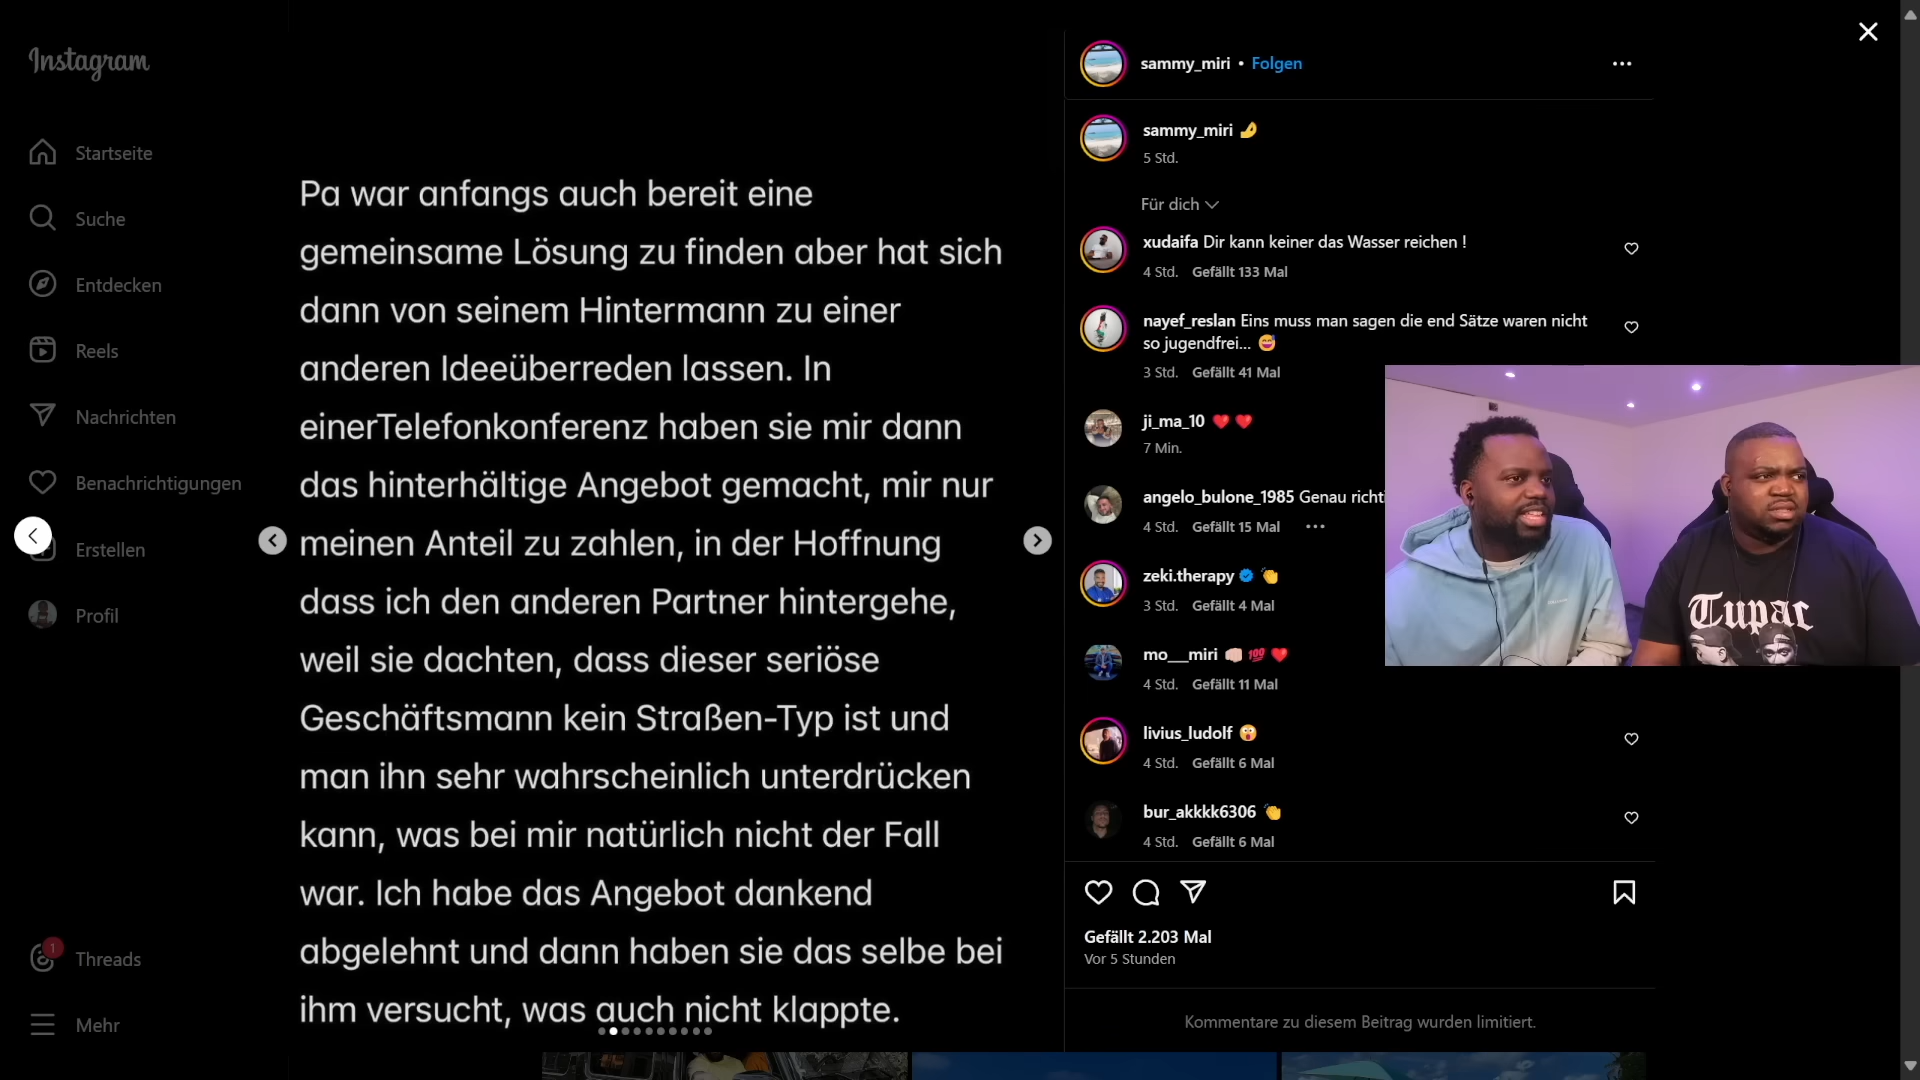 Instagram
Startseite
Suche
Entdecken
Reels
Nachrichten
Benachrichtigungen
Erstellen
Profil
1
Threads
Mehr
Pa war anfangs auch bereit eine
gemeinsame Lösung zu finden aber hat sich
dann von seinem Hintermann zu einer
anderen Ideeüberreden lassen. In
einerTelefonkonferenz haben sie mir dann
das hinterhältige Angebot gemacht, mir nur
meinen Anteil zu zahlen, in der Hoffnung
dass ich den anderen Partner hintergehe,
weil sie dachten, dass dieser seriöse
Geschäftsmann kein Straßen-Typ ist und
man ihn sehr wahrscheinlich unterdrücken
kann, was bei mir natürlich nicht der Fall
war. Ich habe das Angebot dankend
abgelehnt und dann haben sie das selbe bei
ihm versucht, was auch nicht klappte.
sammy_miri • Folgen
sammy_miri 🤌
5 Std.
Für dich
xudaifa Dir kann keiner das Wasser reichen !
4 Std. Gefällt 133 Mal
nayef_reslan Eins muss man sagen die end Sätze waren nicht
so jugendfrei... 😅
3 Std. Gefällt 41 Mal
ji_ma_10 ❤️ ❤️
7 Min.
angelo_bulone_1985 Genau richt
4 Std. Gefällt 15 Mal
zeki.therapy 👏
3 Std. Gefällt 4 Mal
mo___miri 👊🏻 💯 ❤️
4 Std. Gefällt 11 Mal
livius_ludolf 😲
4 Std. Gefällt 6 Mal
bur_akkkk6306 👏
4 Std. Gefällt 6 Mal
Gefällt 2.203 Mal
Vor 5 Stunden
Kommentare zu diesem Beitrag wurden limitiert.
Tupac